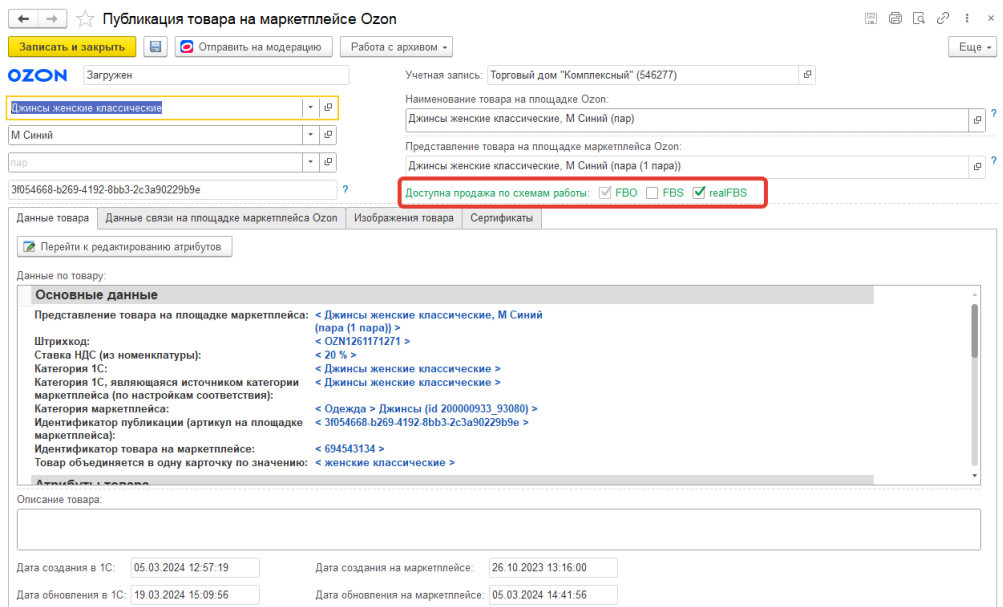 Публикация товара на маркетплейсе Ozon
Записать и закрыть
Отправить на модерацию
Работа с архивом
Еще
OZON
Загружен
Учетная запись: Торговый дом "Комплексный" (546277)
Джинсы женские классические
Наименование товара на площадке Ozon:
Джинсы женские классические, М Синий (пар)
?
М Синий
Представление товара на площадке маркетплейса Ozon:
пар
Джинсы женские классические, М Синий (пара (1 пара))
?
3f054668-b269-4192-8bb3-2c3a90229b9e
?
Доступна продажа по схемам работы: FBO FBS realFBS
Данные товара
Данные связи на площадке маркетплейса Ozon
Изображения товара
Сертификаты
Перейти к редактированию атрибутов
Данные по товару:
Основные данные
Представление товара на площадке маркетплейса: < Джинсы женские классические, М Синий
(пара (1 пара)) >
Штрихкод: < OZN1261171271 >
Ставка НДС (из номенклатуры): < 20 % >
Категория 1С: < Джинсы женские классические >
Категория 1С, являющаяся источником категории < Джинсы женские классические >
маркетплейса (по настройкам соответствия):
Категория маркетплейса: < Одежда > Джинсы (id 200000933_93080) >
Идентификатор публикации (артикул на площадке < 3f054668-b269-4192-8bb3-2c3a90229b9e >
маркетплейса):
Идентификатор товара на маркетплейсе: < 694543134 >
Товар объединяется в одну карточку по значению: < женские классические >
Атрибуты товара
Описание товара:
Дата создания в 1С: 05.03.2024 12:57:19
Дата создания на маркетплейсе: 26.10.2023 13:16:00
Дата обновления в 1С: 19.03.2024 15:09:56
Дата обновления на маркетплейсе: 05.03.2024 14:41:56